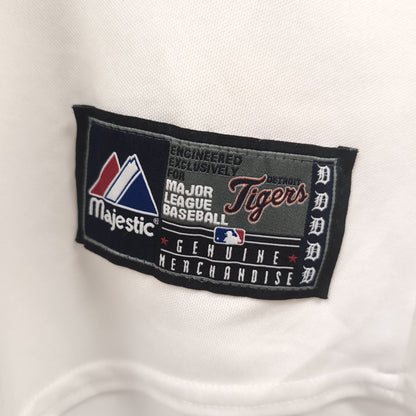 Majestic®
ENGINEERED
EXCLUSIVELY
FOR
MAJOR
LEAGUE
BASEBALL
DETROIT
Tigers
GENUINE
MERCHANDISE
D
D
D
D
D